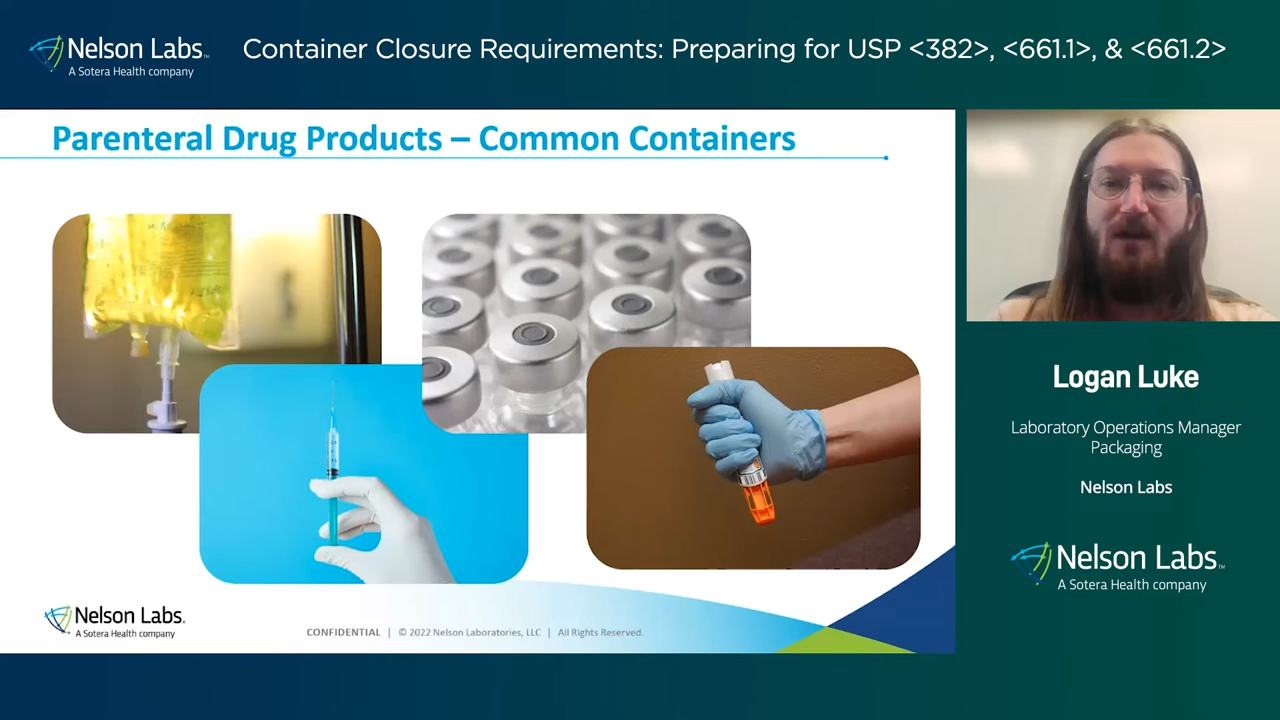 Nelson Labs™
A Sotera Health company
Container Closure Requirements: Preparing for USP <382>, <661.1>, & <661.2>
Parenteral Drug Products – Common Containers
Logan Luke
Laboratory Operations Manager
Packaging
Nelson Labs
Nelson Labs™
A Sotera Health company
Nelson Labs®
A Sotera Health company
CONFIDENTIAL | © 2022 Nelson Laboratories, LLC | All Rights Reserved.